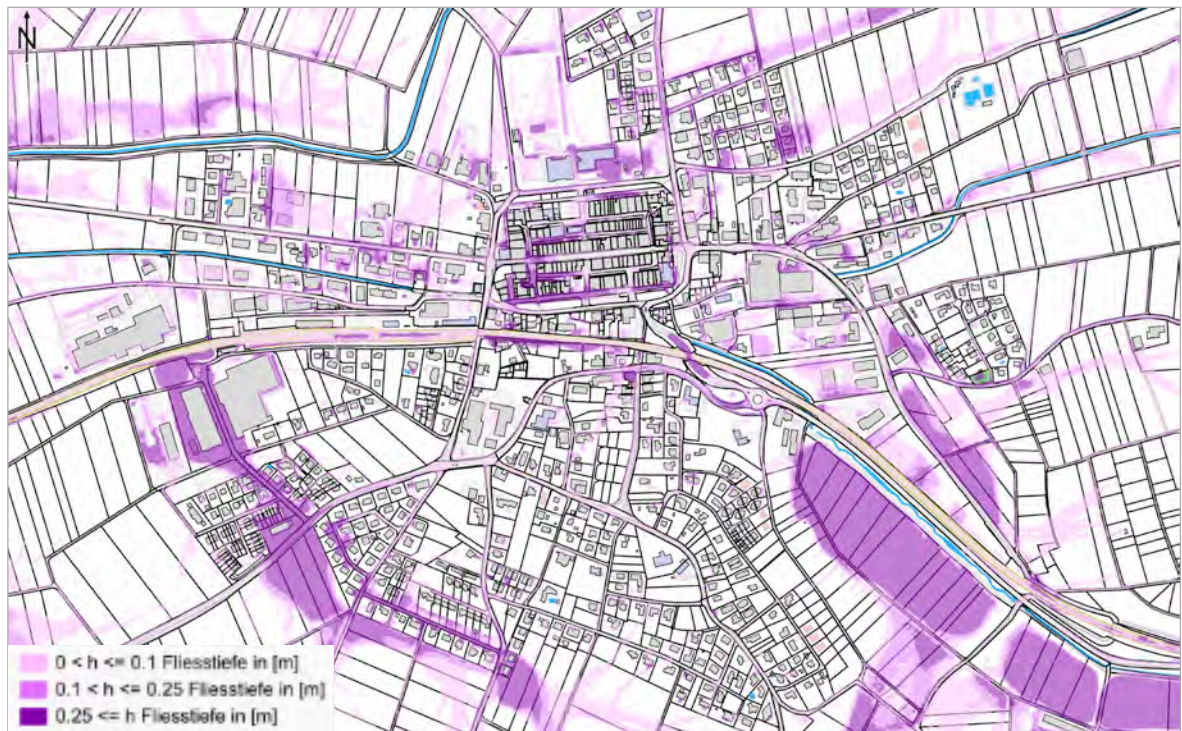 N
0 < h <= 0.1 Fliesstiefe in [m]
0.1 < h <= 0.25 Fliesstiefe in [m]
0.25 <= h Fliesstiefe in [m]